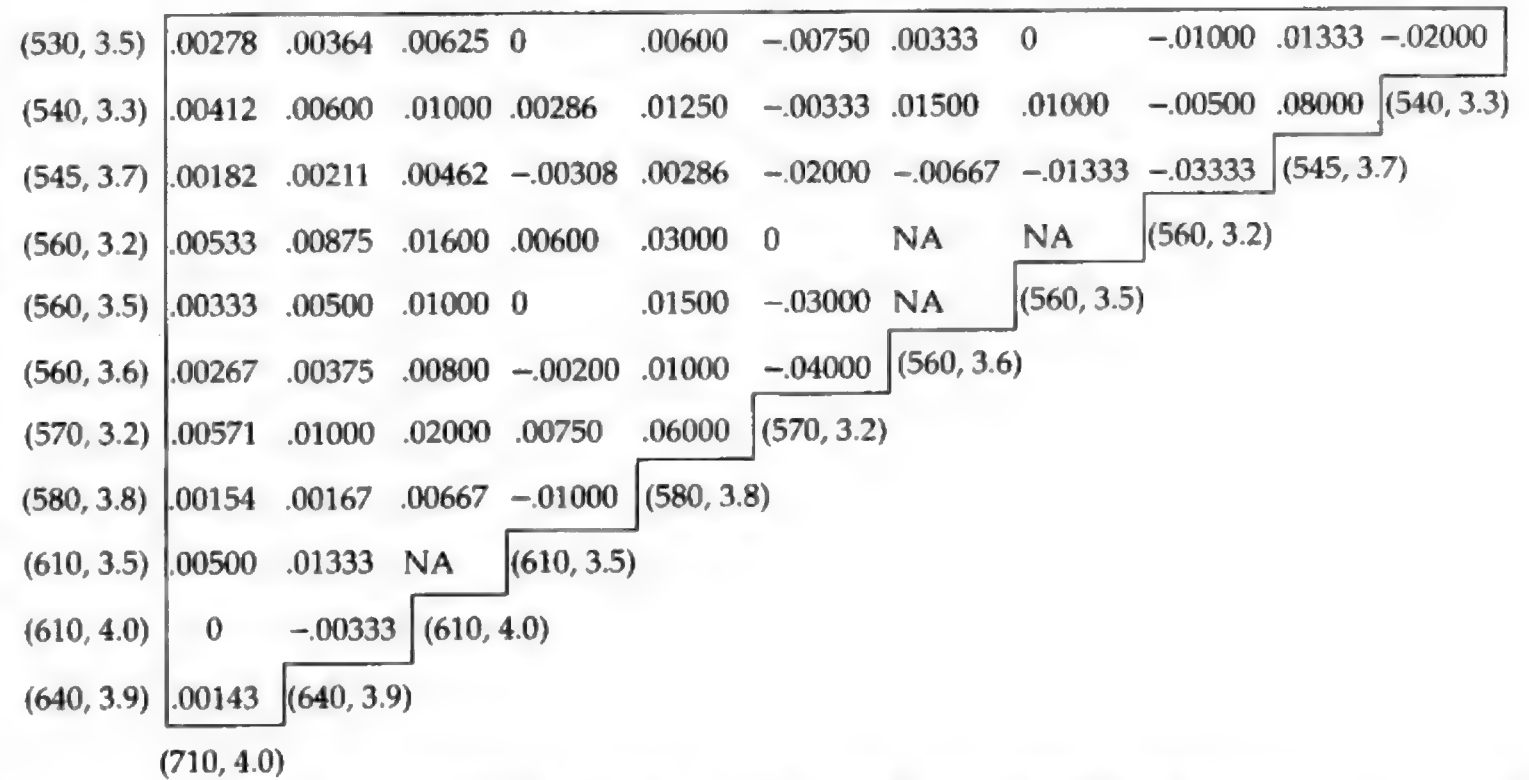 (530, 3.5) .00278 .00364 .00625 0 .00600 −.00750 .00333 0 −.01000 .01333 −.02000
(540, 3.3) .00412 .00600 .01000 .00286 .01250 −.00333 .01500 .01000 −.00500 .08000 (540, 3.3)
(545, 3.7) .00182 .00211 .00462 −.00308 .00286 −.02000 −.00667 −.01333 −.03333 (545, 3.7)
(560, 3.2) .00533 .00875 .01600 .00600 .03000 0 NA NA (560, 3.2)
(560, 3.5) .00333 .00500 .01000 0 .01500 −.03000 NA (560, 3.5)
(560, 3.6) .00267 .00375 .00800 −.00200 .01000 −.04000 (560, 3.6)
(570, 3.2) .00571 .01000 .02000 .00750 .06000 (570, 3.2)
(580, 3.8) .00154 .00167 .00667 −.01000 (580, 3.8)
(610, 3.5) .00500 .01333 NA (610, 3.5)
(610, 4.0) 0 −.00333 (610, 4.0)
(640, 3.9) .00143 (640, 3.9)
(710, 4.0)